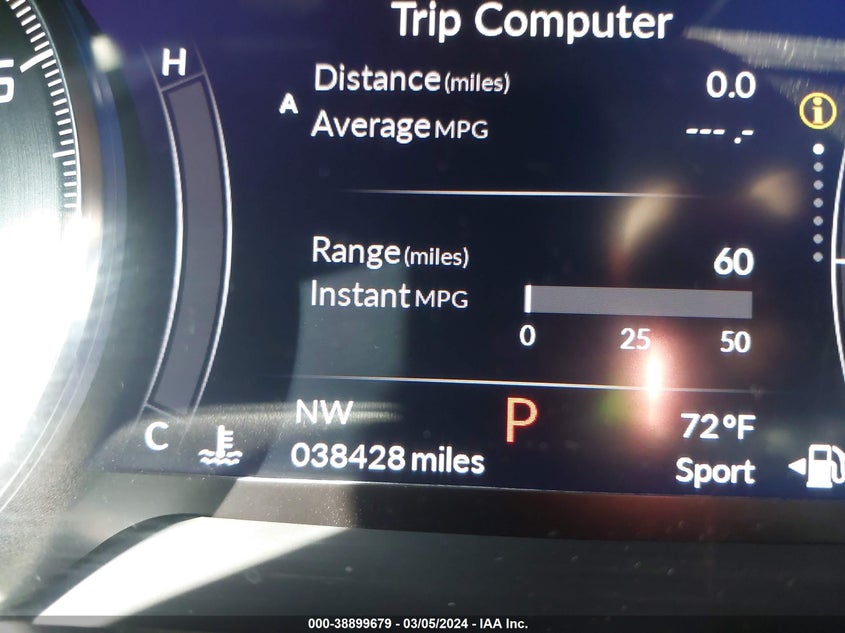 Trip Computer
H
Distance (miles) 0.0
A
Average MPG --- .-
Range (miles) 60
Instant MPG
0 25 50
NW P 72°F
C
038428 miles Sport
000-38899679 - 03/05/2024 - IAA Inc.